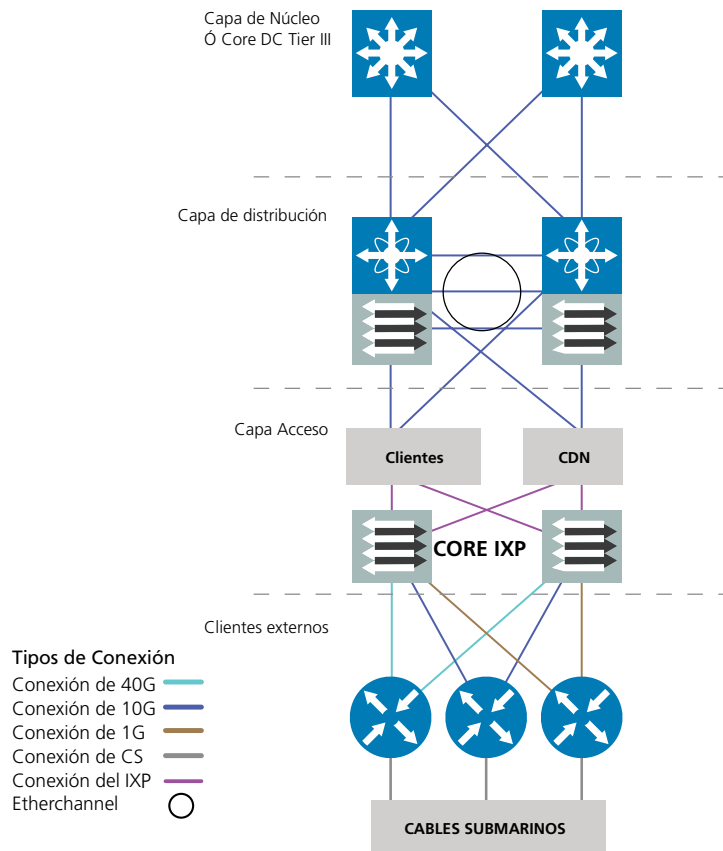 Capa de Núcleo
Ó Core DC Tier III
Capa de distribución
Capa Acceso
Clientes
CDN
CORE IXP
Clientes externos
Tipos de Conexión
Conexión de 40G
Conexión de 10G
Conexión de 1G
Conexión de CS
Conexión del IXP
Etherchannel
CABLES SUBMARINOS